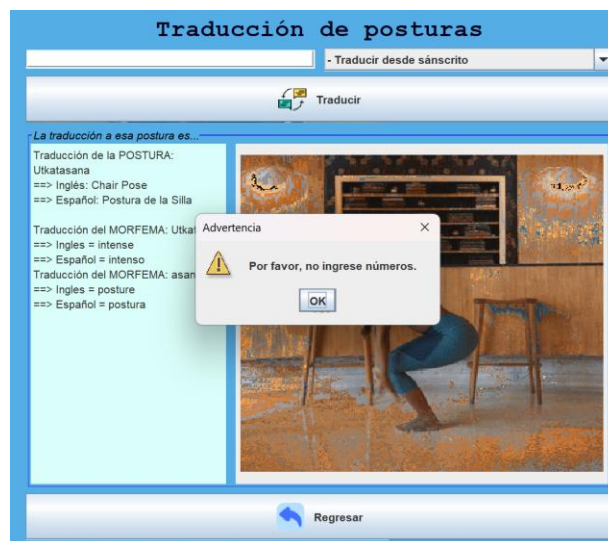 Traducción de posturas
- Traducir desde sánscrito
Traducir
La traducción a esa postura es...
Traducción de la POSTURA:
Utkatasana
==> Inglés: Chair Pose
==> Español: Postura de la Silla
Traducción del MORFEMA:
==> Ingles = intense
==> Español = intenso
Traducción del MORFEMA: asan
==> Ingles = posture
==> Español = postura
Advertencia
Por favor, no ingrese números.
OK
Regresar